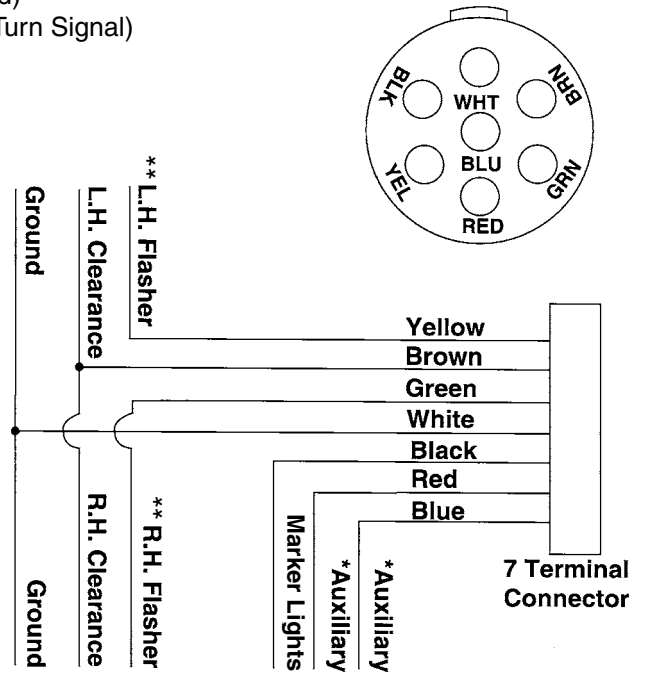 d)
Turn Signal)
BLK
WHT
BRN
BLU
YEL
GRN
RED
Ground
L.H. Clearance
** L.H. Flasher
Yellow
Brown
Green
White
Black
Red
Blue
Ground
R.H. Clearance
** R.H. Flasher
Marker Lights
*Auxiliary
*Auxiliary
7 Terminal
Connector